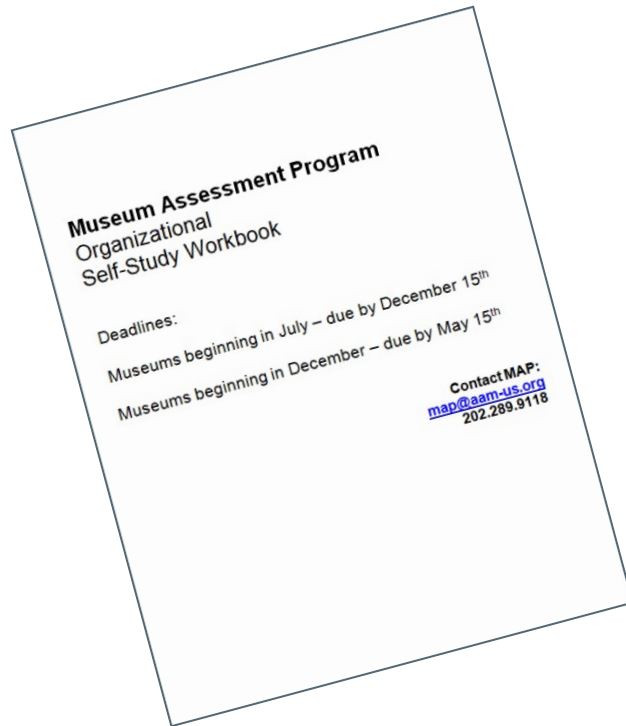 Museum Assessment Program
Organizational
Self-Study Workbook
Deadlines:
Museums beginning in July – due by December 15th
Museums beginning in December – due by May 15th
Contact MAP:
map@aam-us.org
202.289.9118